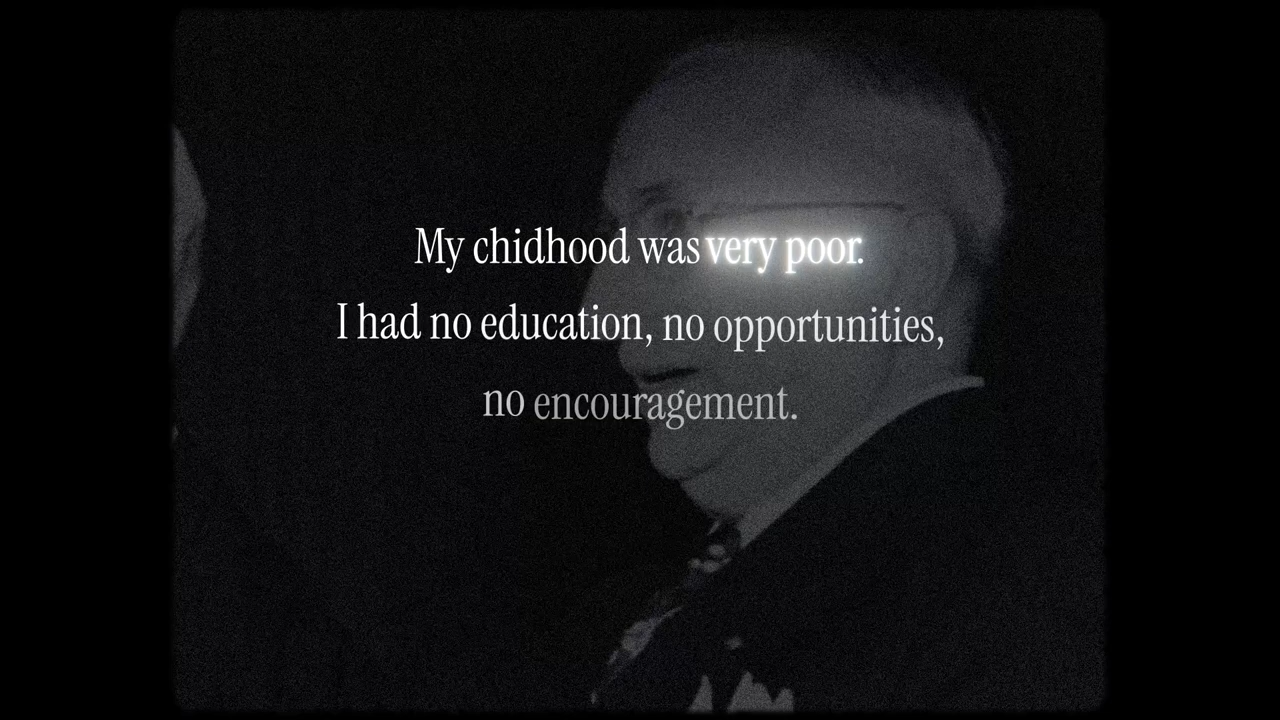 My chidhood was very poor.
I had no education, no opportunities,
no encouragement.